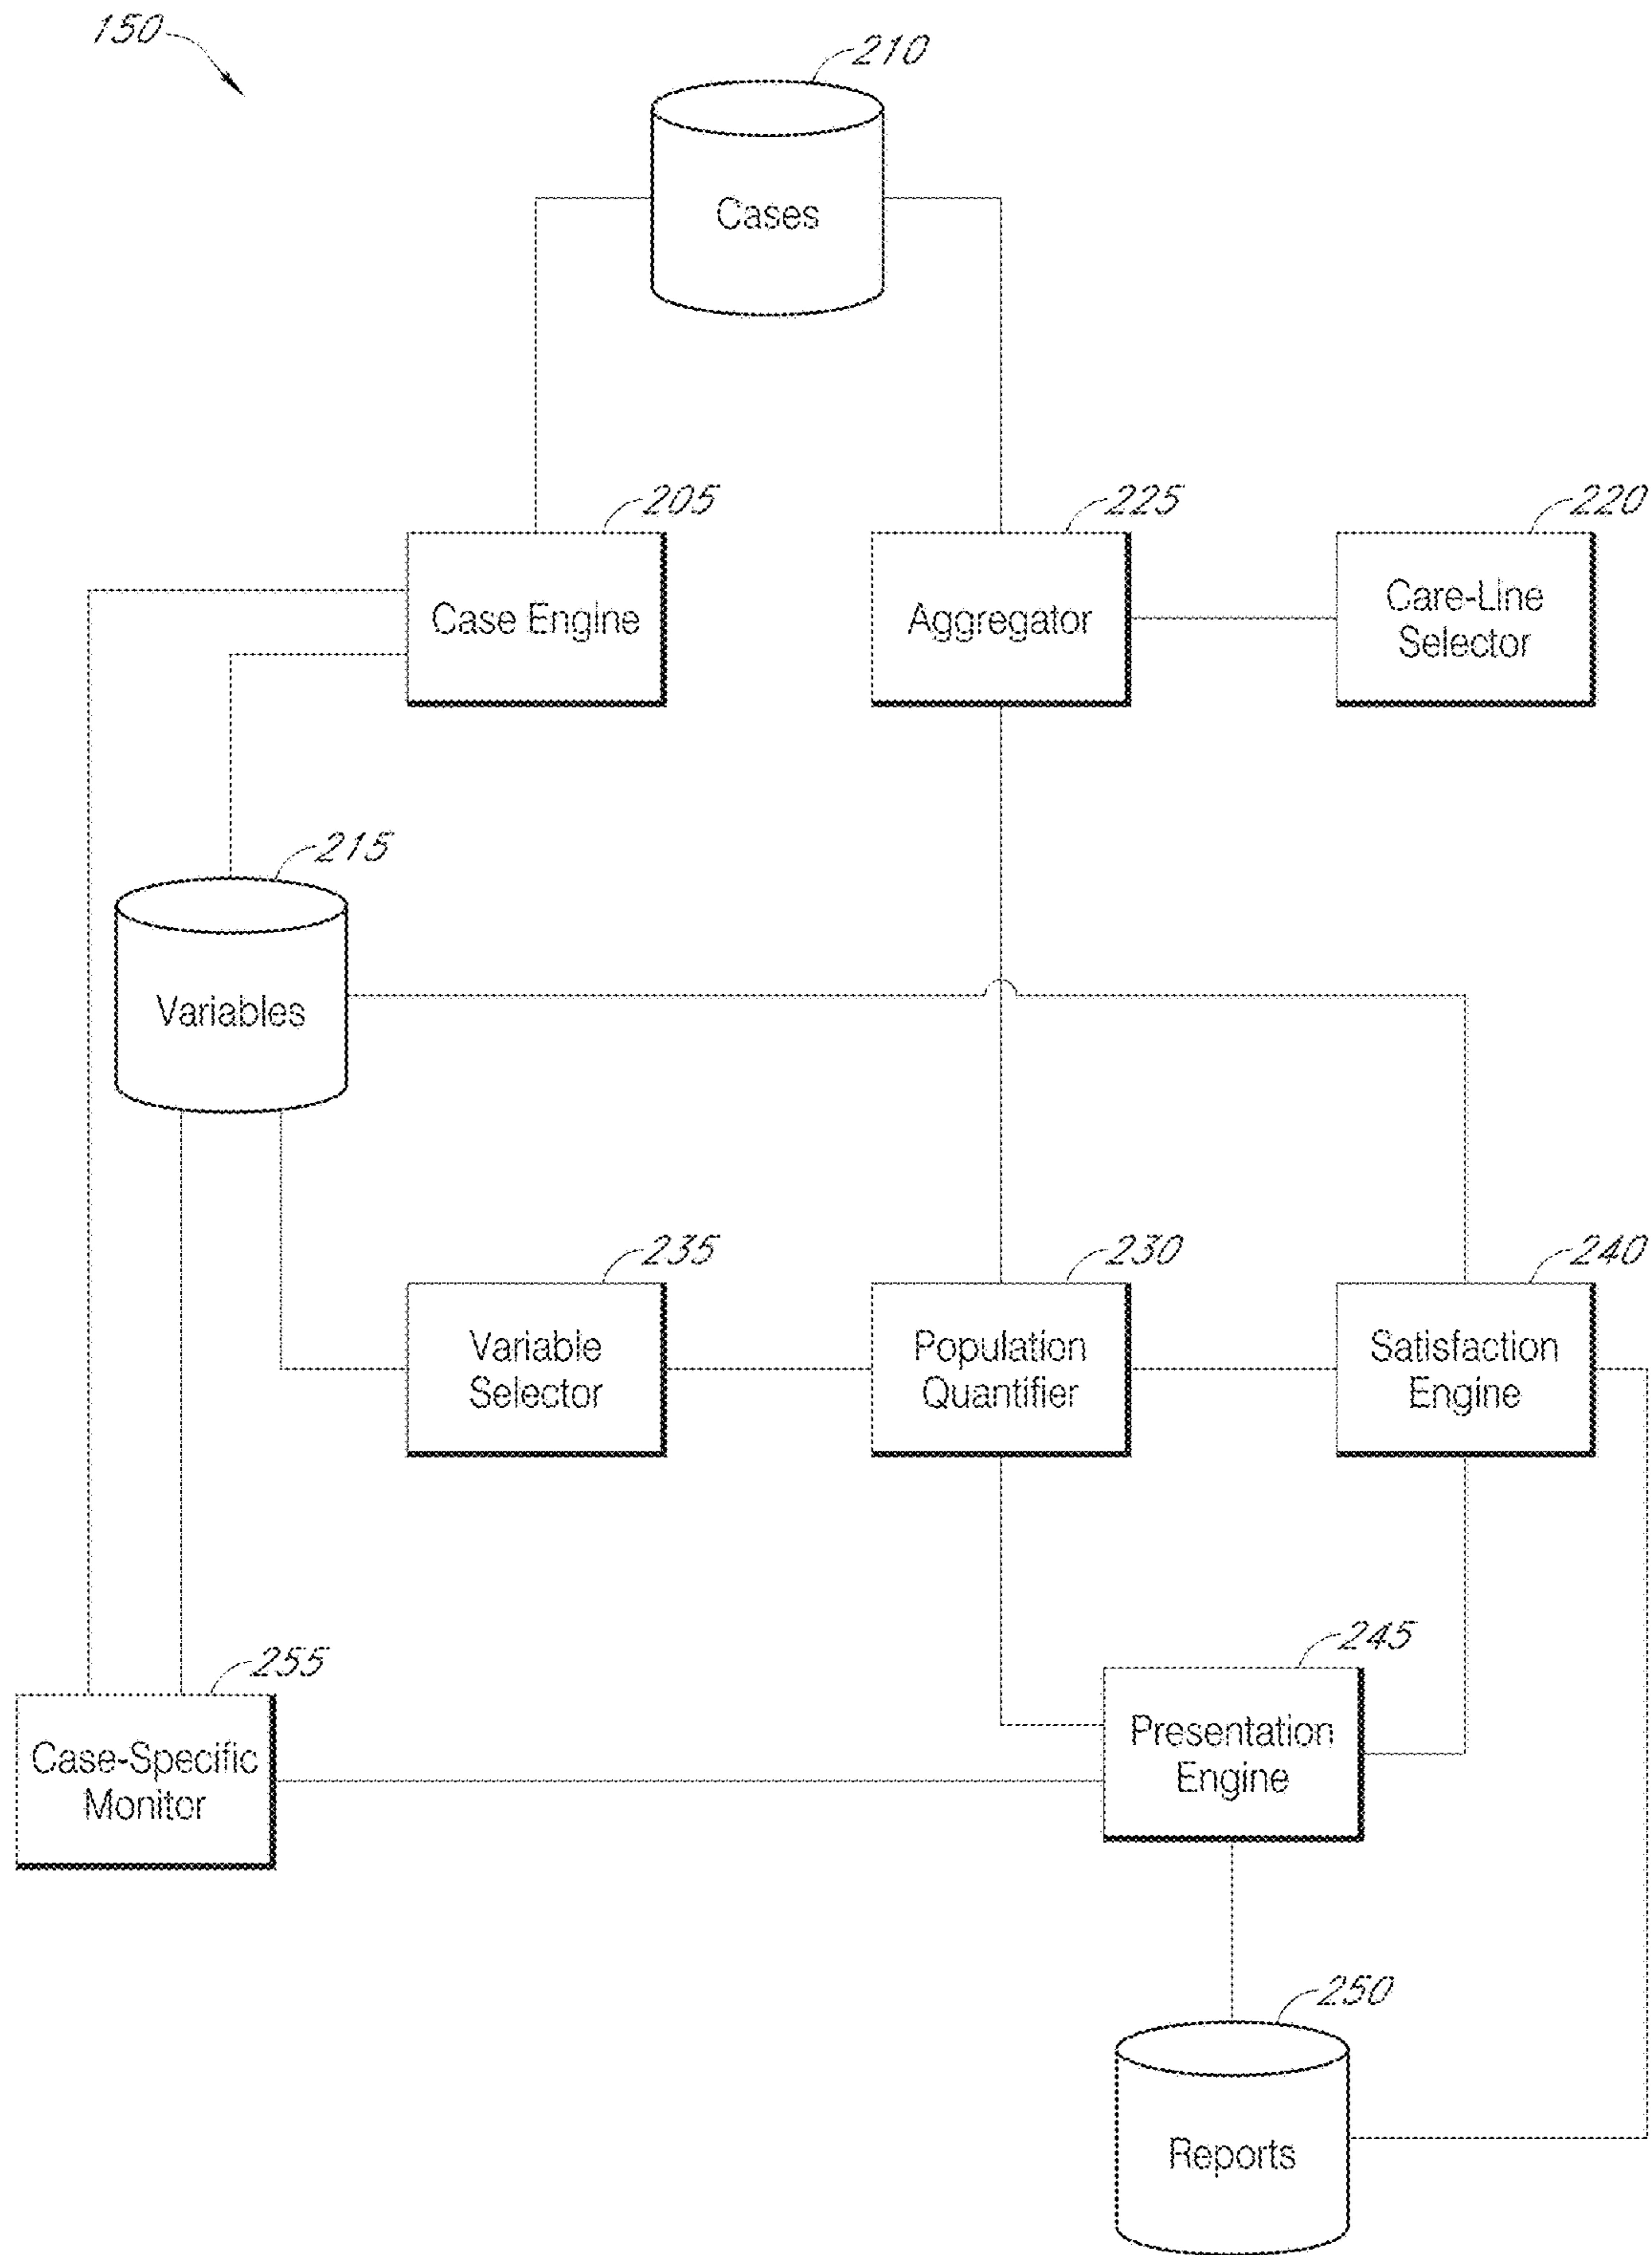 150
210
Cases
205
225
220
Case Engine
Aggregator
Care-Line
Selector
215
Variables
235
230
240
Variable
Selector
Population
Quantifier
Satisfaction
Engine
255
245
Case-Specific
Monitor
Presentation
Engine
250
Reports